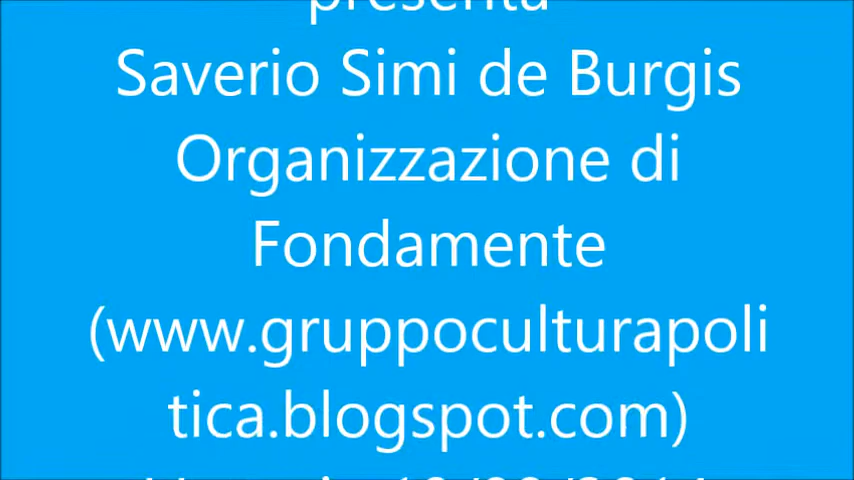 presenta
Saverio Simi de Burgis
Organizzazione di
Fondamente
(www.gruppoculturapoli
tica.blogspot.com)